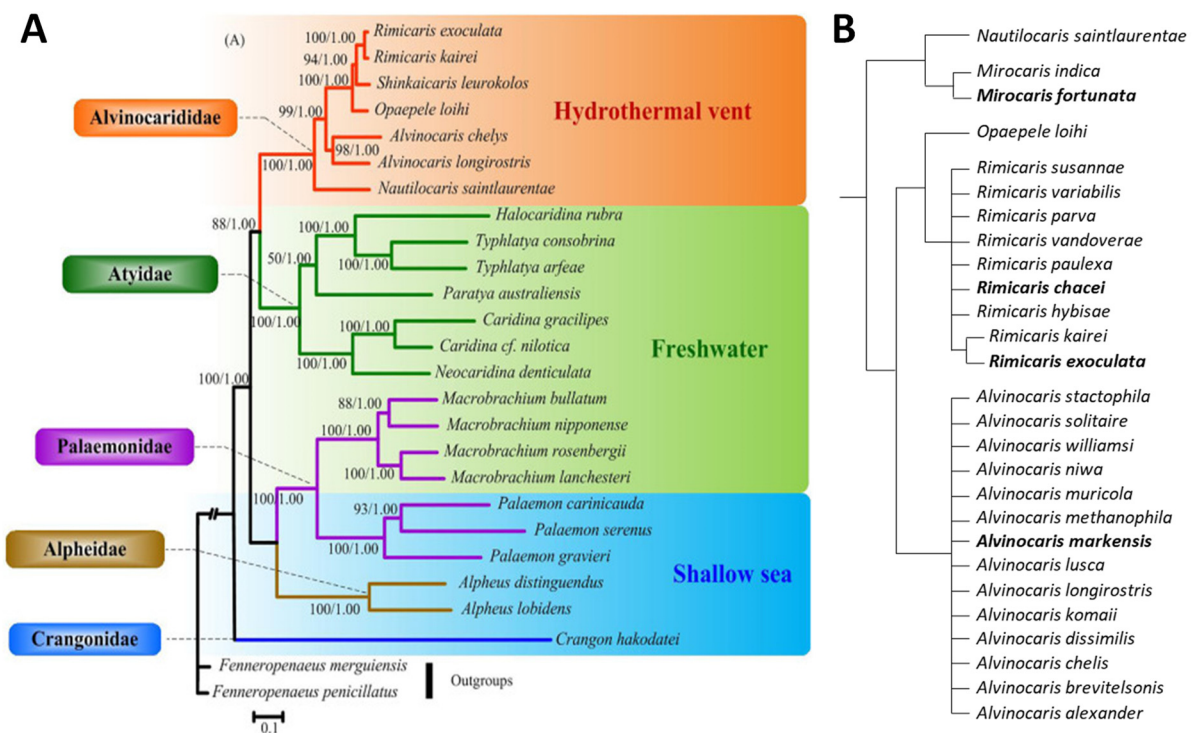 A
(A)
100/1.00
Rimicaris exoculata
94/1.00
Rimicaris kairei
100/1.00
Shinkaicaris leurokolos
99/1.00
Opaepele loihi
Alvinocarididae
Hydrothermal vent
Alvinocaris chelys
98/1.00
Alvinocaris longirostris
100/1.00
Nautilocaris saintlaurentae
88/1.00
Halocaridina rubra
100/1.00
Typhlatya consobrina
50/1.00
100/1.00
Typhlatya arfeae
Atyidae
Paratya australiensis
100/1.00
Caridina gracilipes
100/1.00
Freshwater
Caridina cf. nilotica
100/1.00
Neocaridina denticulata
100/1.00
Macrobrachium bullatum
88/1.00
Macrobrachium nipponense
100/1.00
Palaemonidae
Macrobrachium rosenbergii
100/1.00
Macrobrachium lanchesteri
100/1.00
Palaemon carinicauda
93/1.00
Palaemon serenus
100/1.00
Palaemon gravieri
Alpheidae
Shallow sea
Alpheus distinguendus
100/1.00
Alpheus lobidens
Crangonidae
Crangon hakodatei
Fenneropenaeus merguiensis
Outgroups
Fenneropenaeus penicillatus
0.1
B
Nautilocaris saintlaurentae
Mirocaris indica
Mirocaris fortunata
Opaepele loihi
Rimicaris susannae
Rimicaris variabilis
Rimicaris parva
Rimicaris vandoverae
Rimicaris paulexa
Rimicaris chacei
Rimicaris hybisae
Rimicaris kairei
Rimicaris exoculata
Alvinocaris stactophila
Alvinocaris solitaire
Alvinocaris williamsi
Alvinocaris niwa
Alvinocaris muricola
Alvinocaris methanophila
Alvinocaris markensis
Alvinocaris lusca
Alvinocaris longirostris
Alvinocaris komaii
Alvinocaris dissimilis
Alvinocaris chelis
Alvinocaris brevitelsonis
Alvinocaris alexander